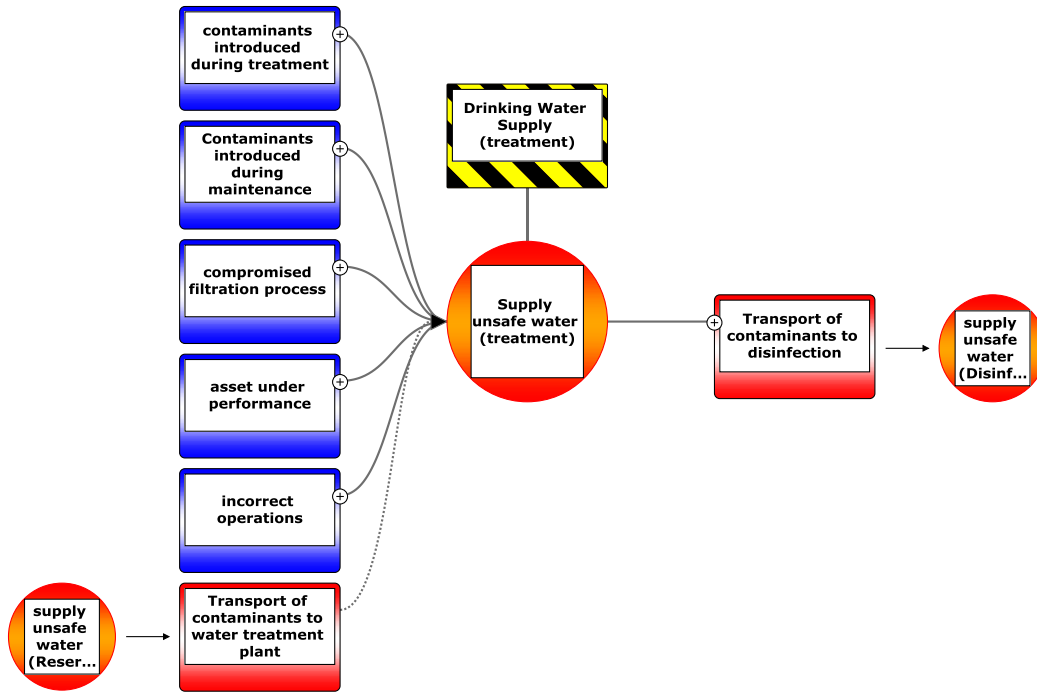 contaminants
introduced
during treatment
Contaminants
introduced
during
maintenance
compromised
filtration process
asset under
performance
incorrect
operations
Transport of
contaminants to
water treatment
plant
supply
unsafe
water
(Reser...
Drinking Water
Supply
(treatment)
Supply
unsafe water
(treatment)
Transport of
contaminants to
disinfection
supply
unsafe
water
(Disinf...